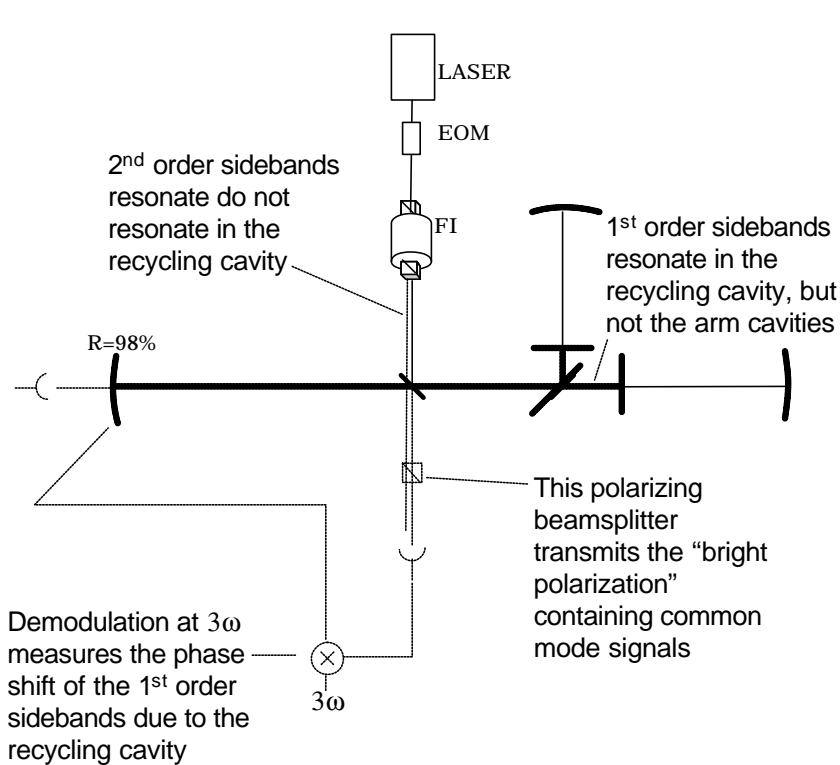 LASER
EOM
2nd order sidebands
resonate do not
resonate in the
recycling cavity
FI
1st order sidebands
resonate in the
recycling cavity, but
not the arm cavities
R=98%
This polarizing
beamsplitter
transmits the “bright
polarization”
containing common
mode signals
Demodulation at 3ω
measures the phase
shift of the 1st order
sidebands due to the
recycling cavity
3ω